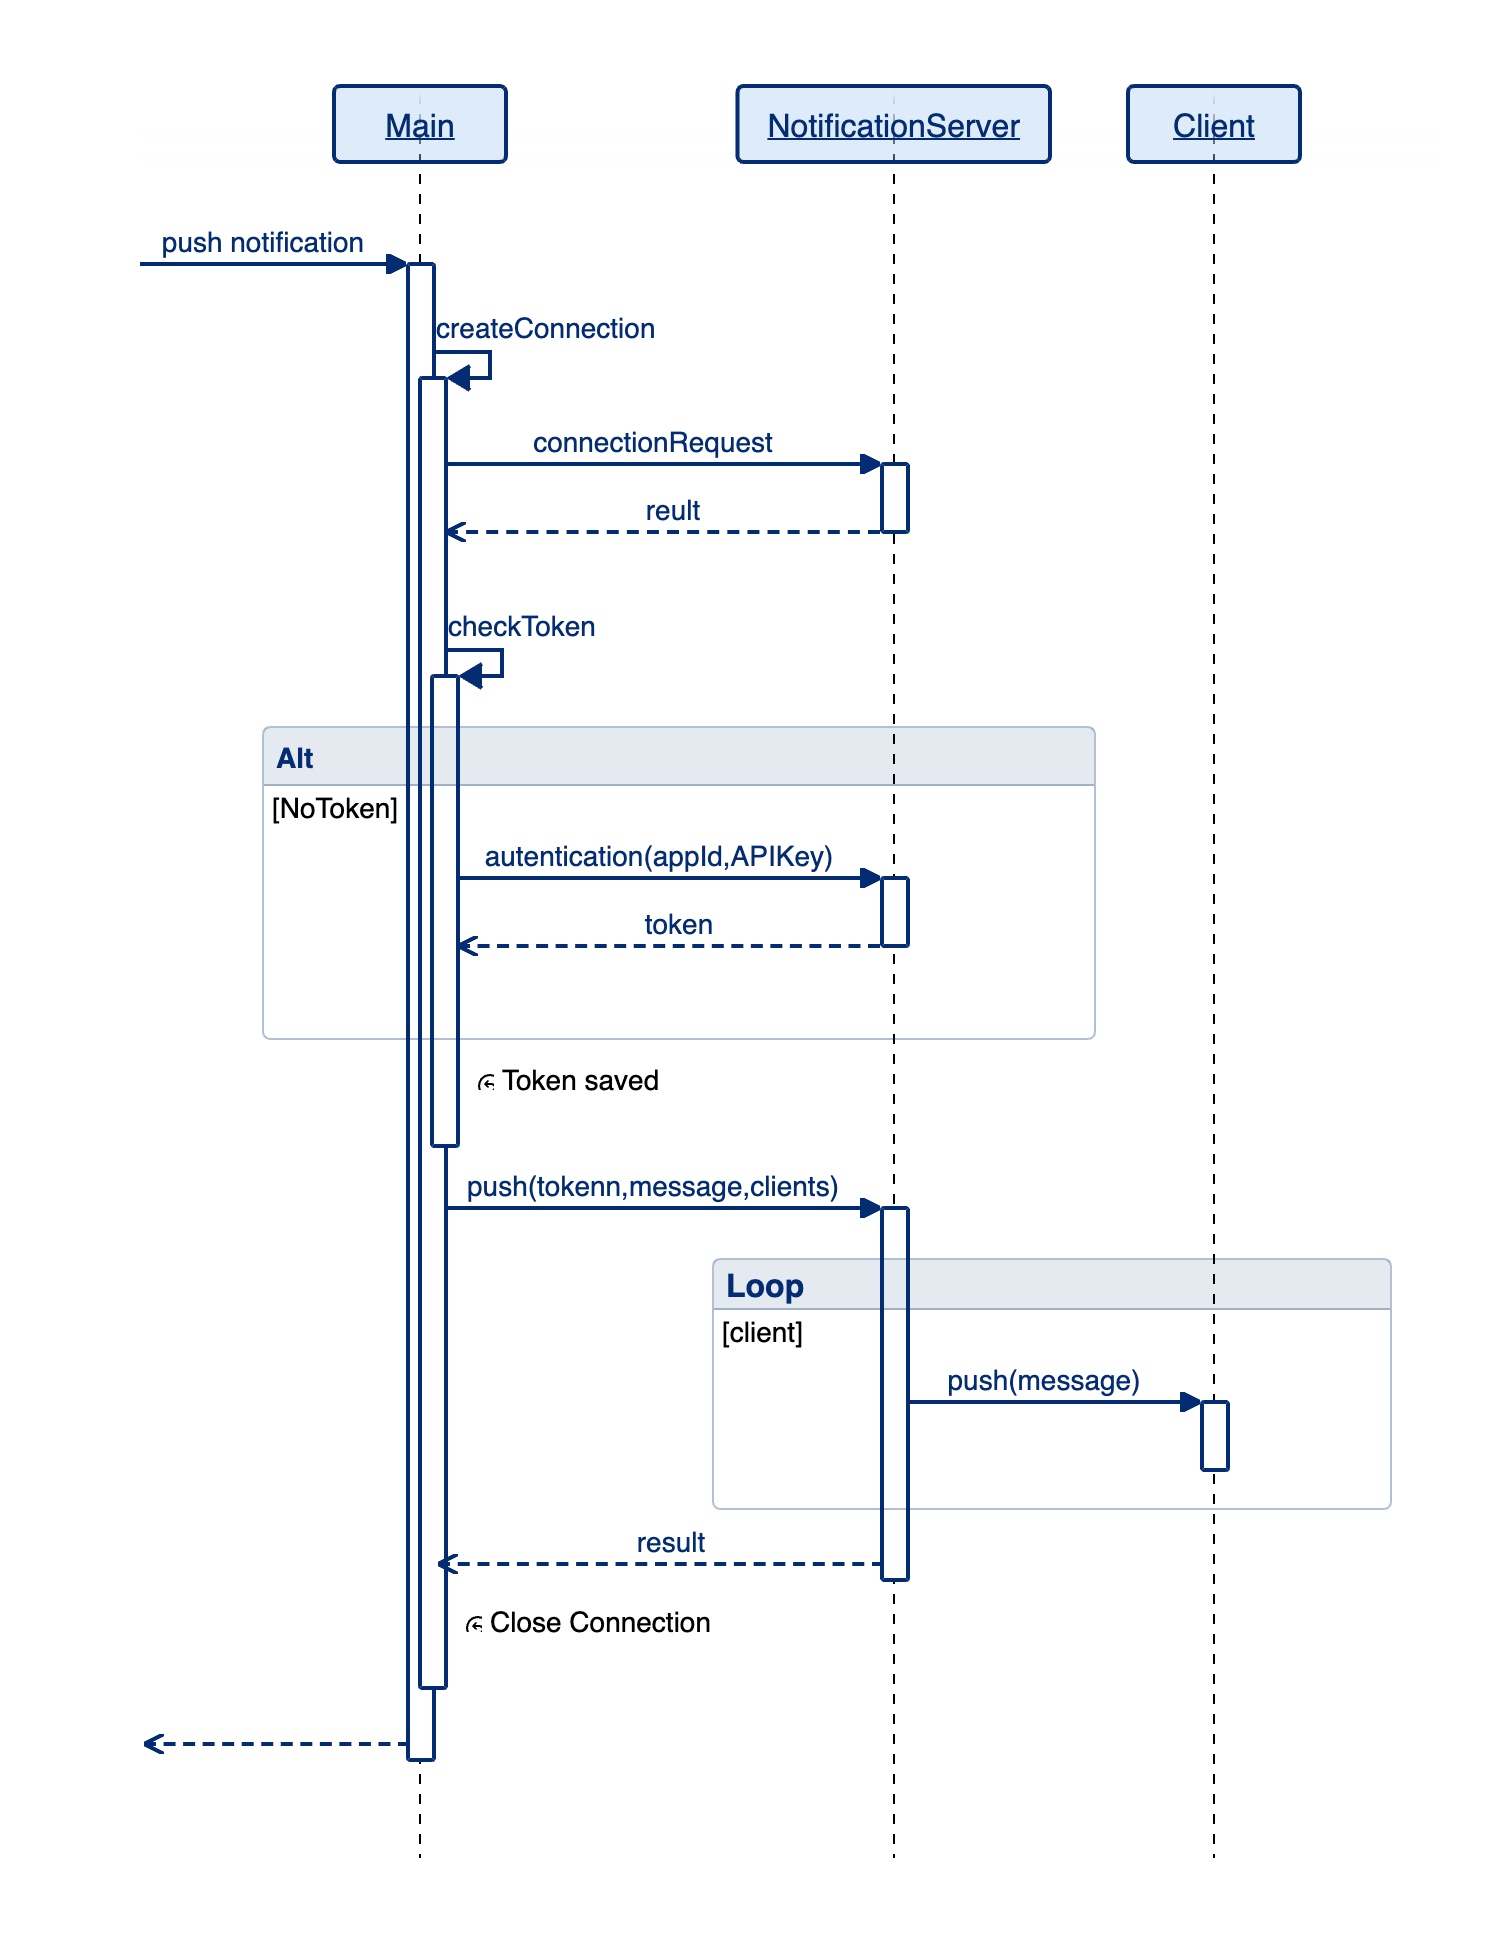 Main
NotificationServer
Client
push notification
createConnection
connectionRequest
reult
checkToken
Alt
[NoToken]
autentication(appId,APIKey)
token
Token saved
push(tokenn,message,clients)
Loop
[client]
push(message)
result
Close Connection